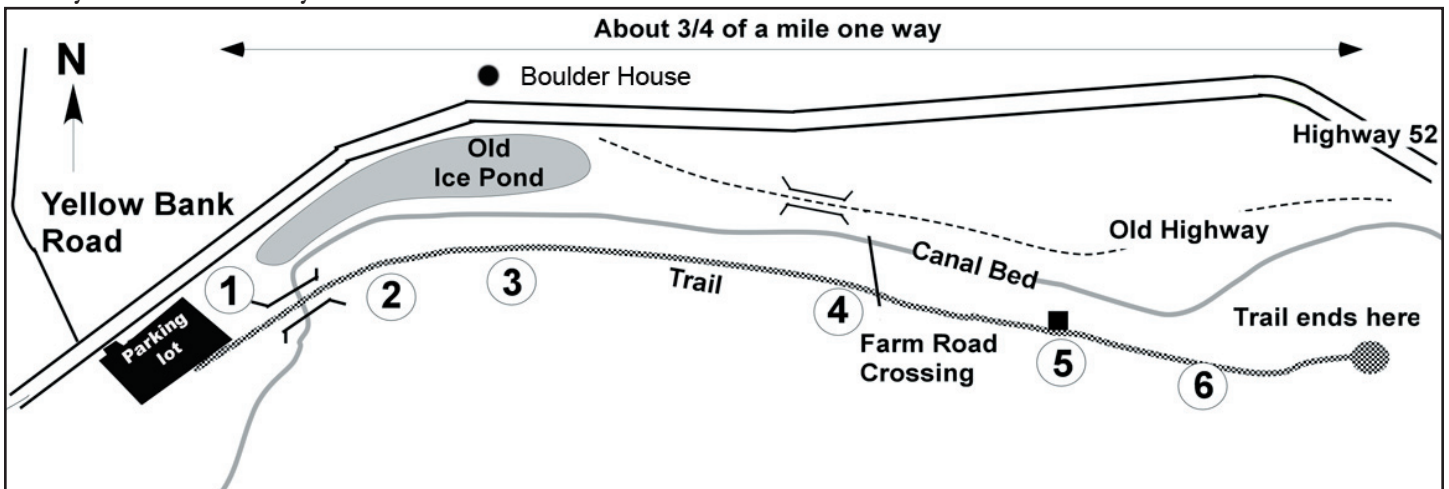 About 3/4 of a mile one way
N
Boulder House
Highway 52
Old
Ice Pond
Yellow Bank
Road
Old Highway
Canal Bed
1
2
3
Trail
4
Parking
lot
Farm Road
Crossing
5
6
Trail ends here